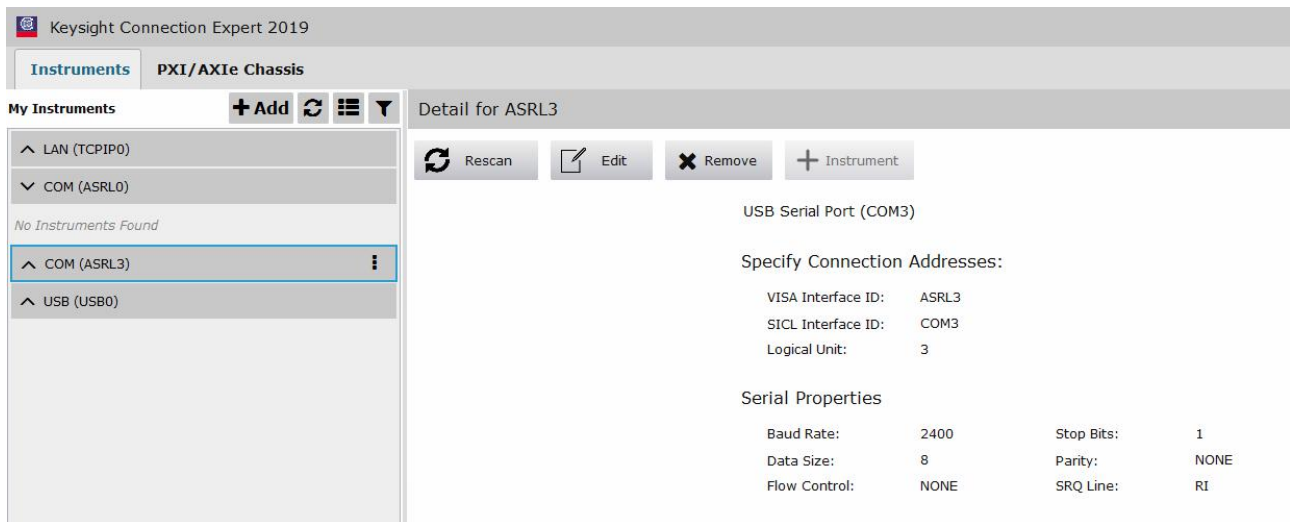 Keysight Connection Expert 2019
Instruments PXI/AXIe Chassis
My Instruments
Add
LAN (TCPIP0)
COM (ASRL0)
No Instruments Found
COM (ASRL3)
USB (USB0)
Detail for ASRL3
Rescan Edit Remove Instrument
USB Serial Port (COM3)
Specify Connection Addresses:
VISA Interface ID: ASRL3
SICL Interface ID: COM3
Logical Unit: 3
Serial Properties
Baud Rate: 2400 Stop Bits: 1
Data Size: 8 Parity: NONE
Flow Control: NONE SRQ Line: RI